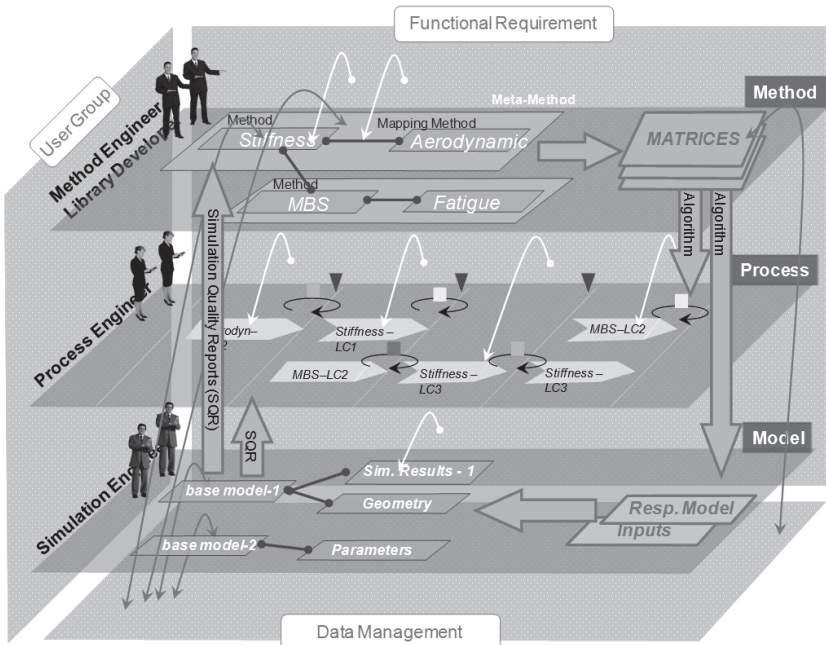 Functional Requirement
User Group
Method Engineer
Library Developer
Meta-Method
Method
Method
Mapping Method
Stiffness
Aerodynamic
MATRICES
Method
MBS
Fatigue
Algorithm
Algorithm
Simulation Quality Reports (SQR)
Process
Process Engineer
Stiffness –
LC1
MBS–LC2
MBS–LC2
Stiffness –
LC3
Stiffness –
LC3
SQR
Model
Simulation
Sim. Results - 1
base model-1
Geometry
Resp. Model
Inputs
base model-2
Parameters
Data Management